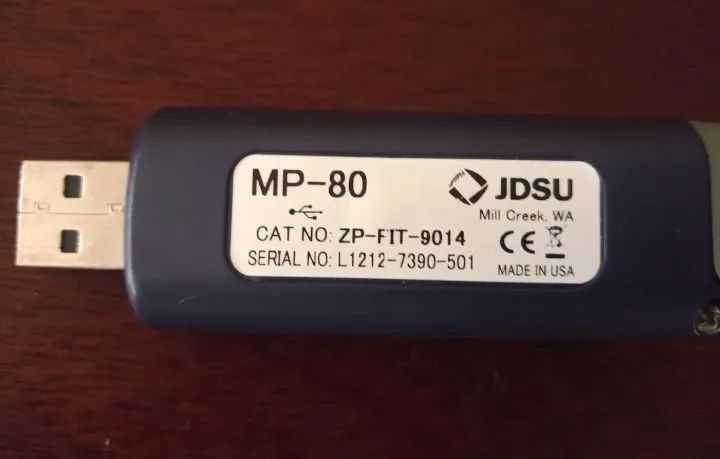 MP-80
JDSU
Mill Creek, WA
CAT NO: ZP-FIT-9014
CE
SERIAL NO: L1212-7390-501
MADE IN USA